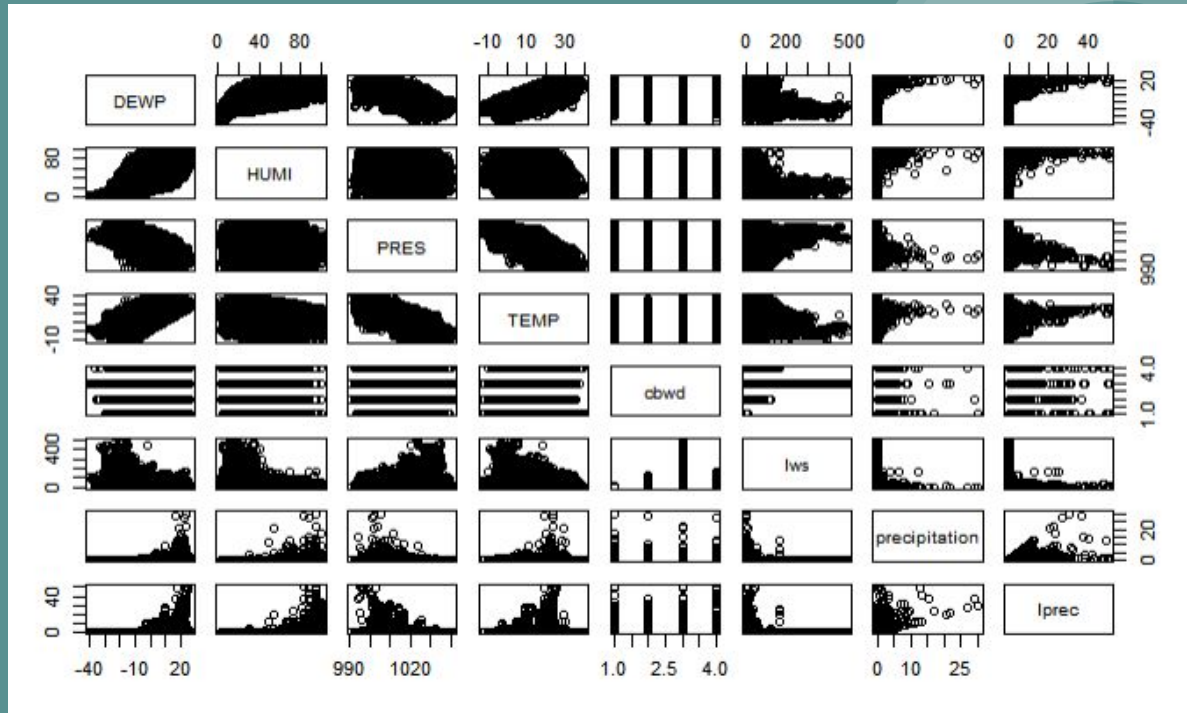 0 40 80 -10 10 30 0 200 500 0 20 40
DEWP -40 20
0 80 HUMI
PRES 990
-10 40 TEMP
cbwd 1.0 4.0
0 400 Iws
precipitation 0 20
0 40 Iprec
-40 -10 20 990 1020 1.0 2.5 4.0 0 10 25